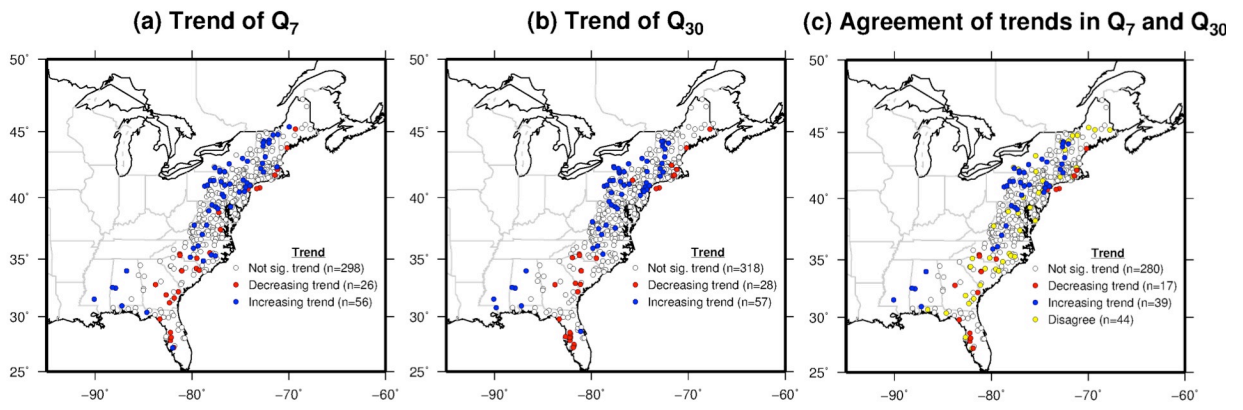 (a) Trend of Q7
(b) Trend of Q30
(c) Agreement of trends in Q7 and Q30
50˚
45˚
40˚
35˚
30˚
25˚
−90˚
−80˚
−70˚
−60˚
Trend
Not sig. trend (n=298)
Decreasing trend (n=26)
Increasing trend (n=56)
50˚
45˚
40˚
35˚
30˚
25˚
−90˚
−80˚
−70˚
−60˚
Trend
Not sig. trend (n=318)
Decreasing trend (n=28)
Increasing trend (n=57)
50˚
45˚
40˚
35˚
30˚
25˚
−90˚
−80˚
−70˚
−60˚
Trend
Not sig. trend (n=280)
Decreasing trend (n=17)
Increasing trend (n=39)
Disagree (n=44)